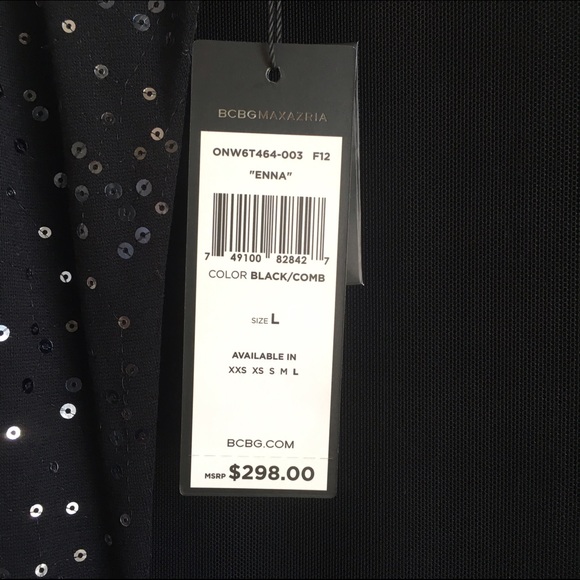 BCBGMAXAZRIA
ONW6T464-003 F12
"ENNA"
7 49100 82842 7
COLOR BLACK/COMB
SIZE L
AVAILABLE IN
XXS XS S M L
BCBG.COM
MSRP $298.00